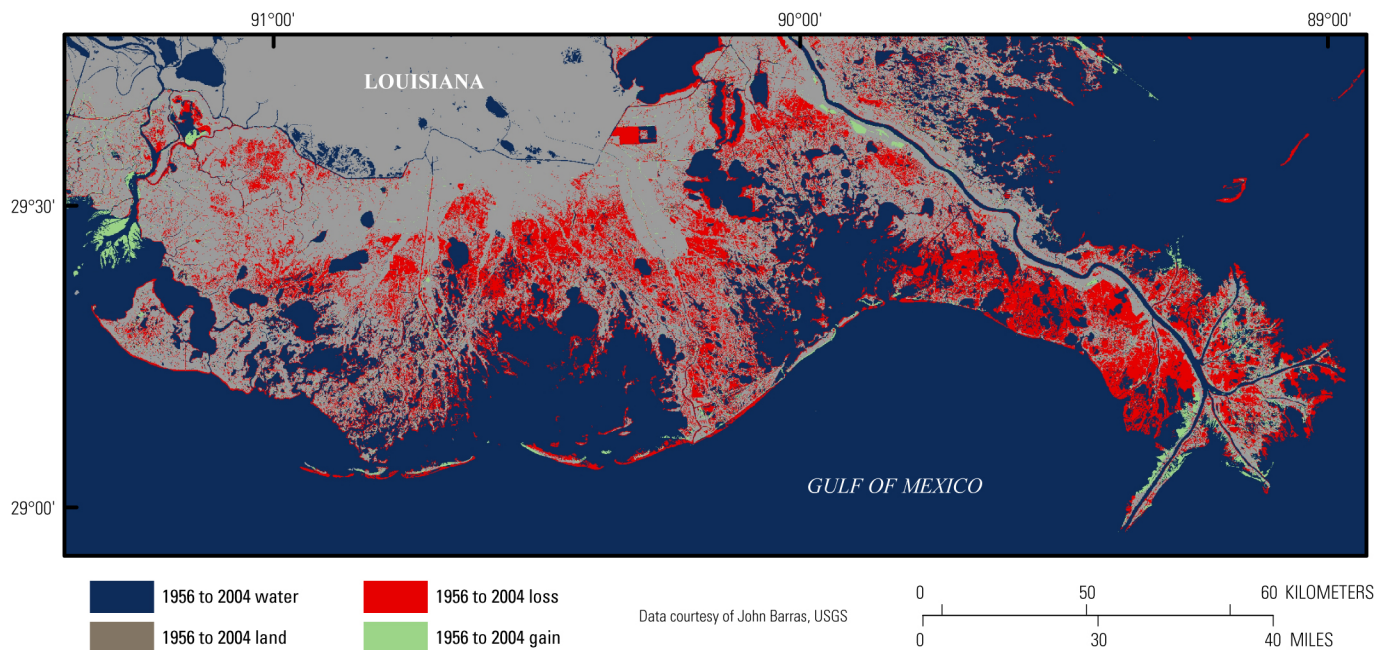 91°00'
90°00'
89°00'
LOUISIANA
29°30'
GULF OF MEXICO
29°00'
1956 to 2004 water
1956 to 2004 loss
1956 to 2004 land
1956 to 2004 gain
Data courtesy of John Barras, USGS
0 50 60 KILOMETERS
0 30 40 MILES